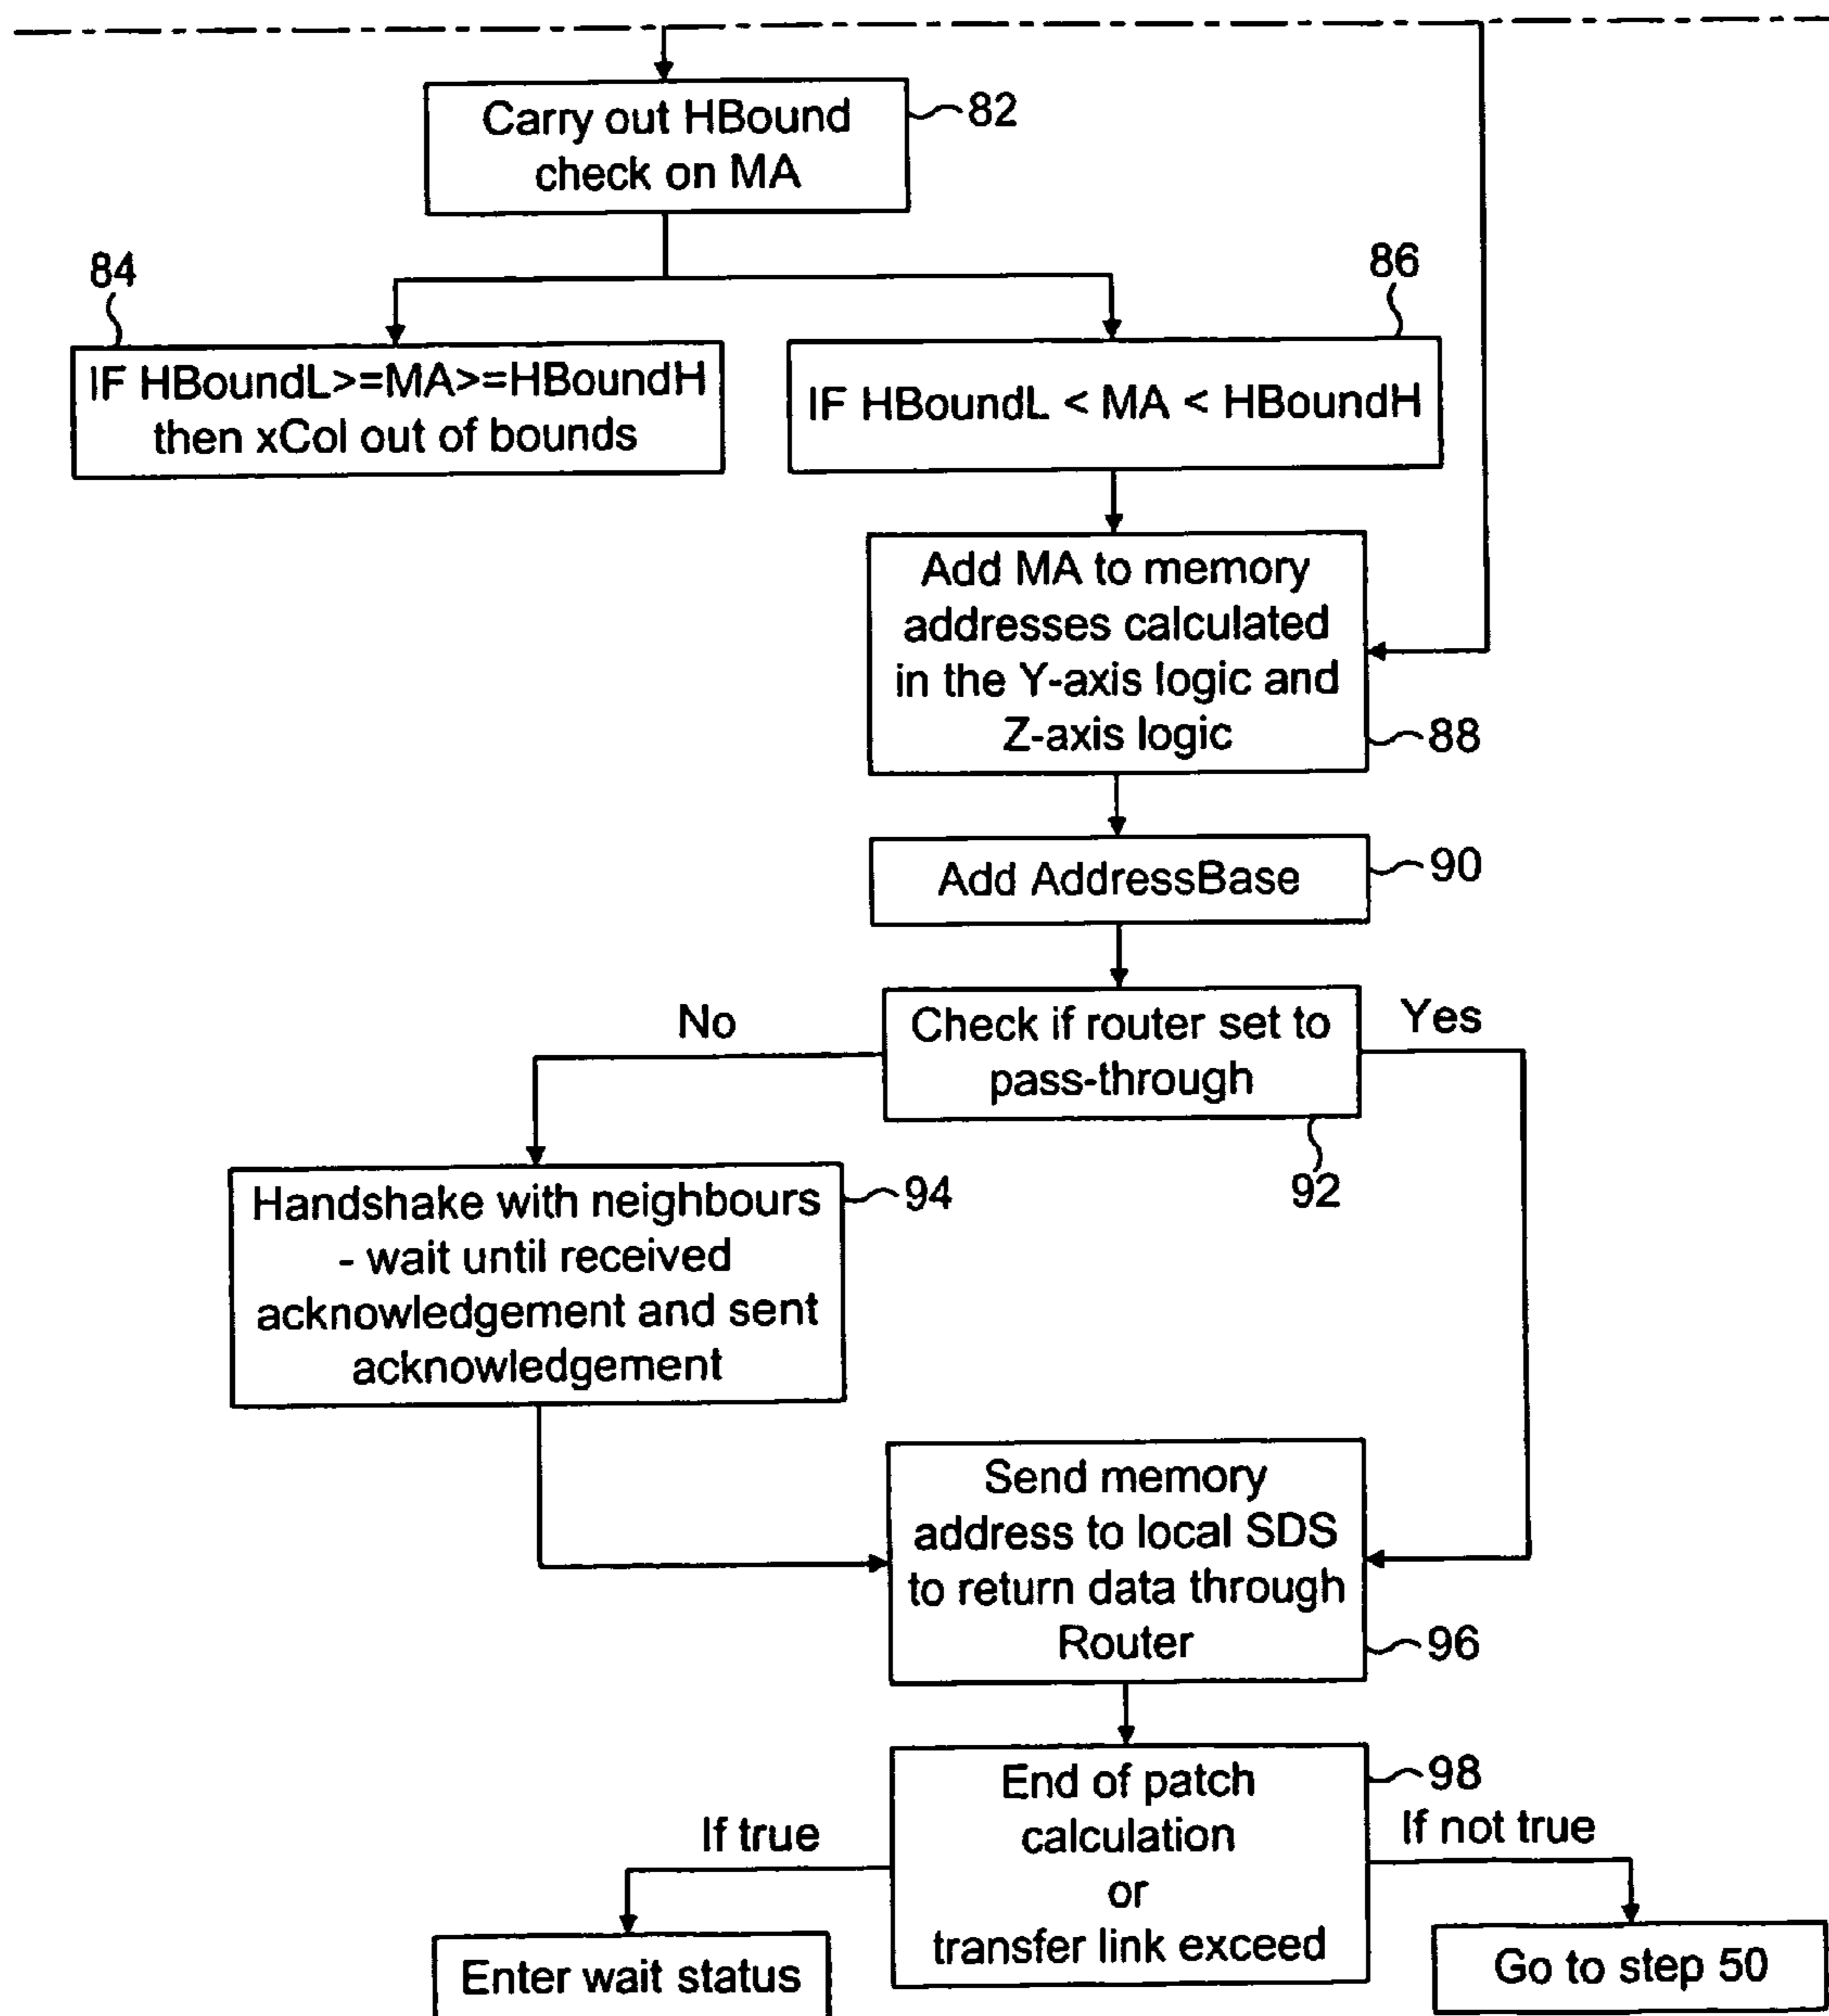 Carry out HBound
check on MA
82
84
86
IF HBoundL>=MA>=HBoundH
then xCol out of bounds
IF HBoundL < MA < HBoundH
Add MA to memory
addresses calculated
in the Y-axis logic and
Z-axis logic
88
Add AddressBase
90
No
Check if router set to
pass-through
Yes
92
Handshake with neighbours
- wait until received
acknowledgement and sent
acknowledgement
94
Send memory
address to local SDS
to return data through
Router
96
End of patch
calculation
or
transfer link exceed
98
If true
If not true
Enter wait status
Go to step 50